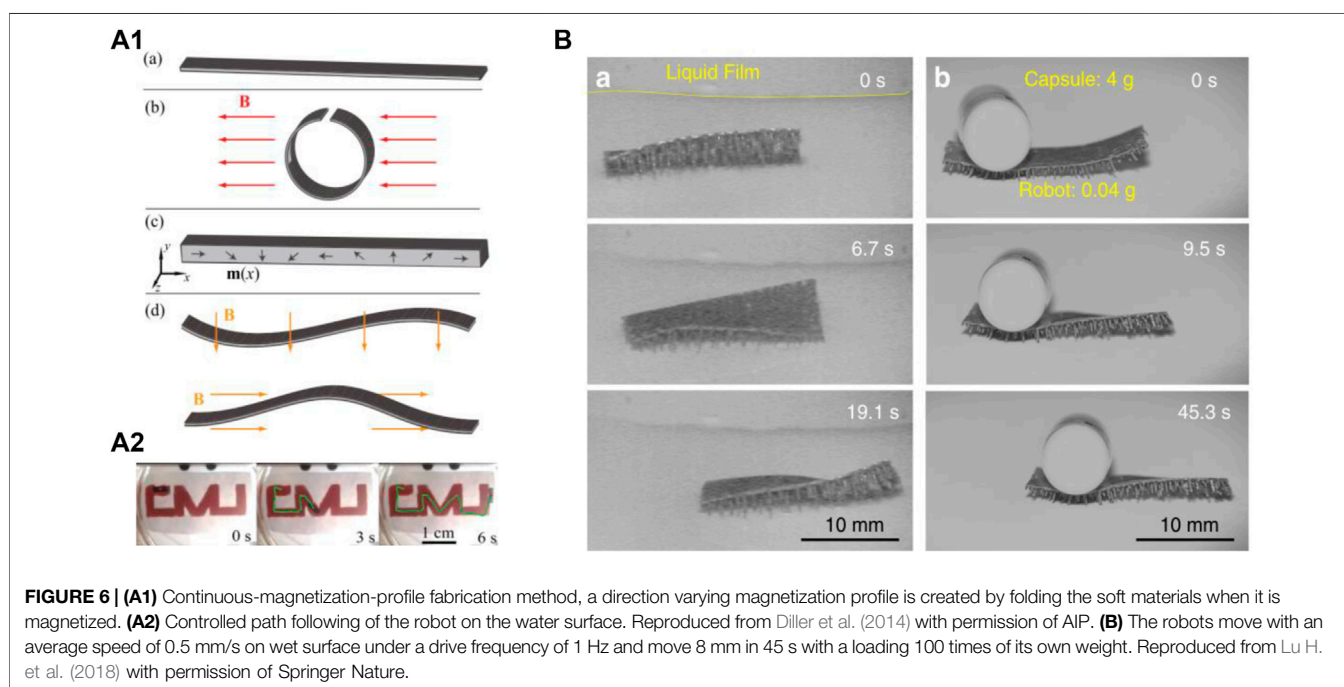 A1
(a)
(b)
B
(c)
y
x
z
m(x)
(d)
B
B
A2
CMU
0 s
3 s
1 cm
6 s
B
a
Liquid Film
0 s
6.7 s
19.1 s
10 mm
b
Capsule: 4 g
0 s
Robot: 0.04 g
9.5 s
45.3 s
10 mm
FIGURE 6 | (A1) Continuous-magnetization-profile fabrication method, a direction varying magnetization profile is created by folding the soft materials when it is
magnetized. (A2) Controlled path following of the robot on the water surface. Reproduced from Diller et al. (2014) with permission of AIP. (B) The robots move with an
average speed of 0.5 mm/s on wet surface under a drive frequency of 1 Hz and move 8 mm in 45 s with a loading 100 times of its own weight. Reproduced from Lu H.
et al. (2018) with permission of Springer Nature.